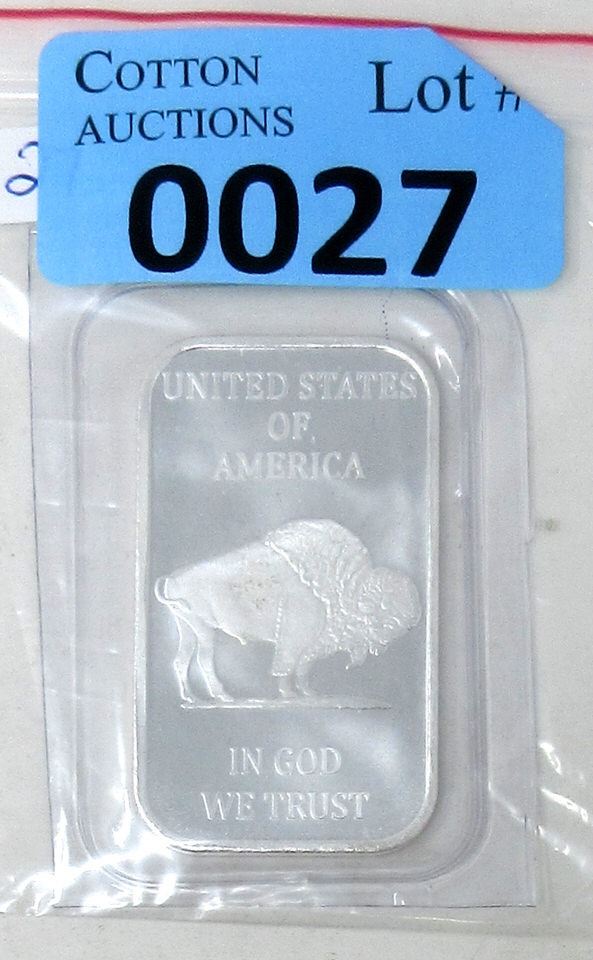 COTTON
AUCTIONS
Lot #
0027
UNITED STATES
OF
AMERICA
IN GOD
WE TRUST